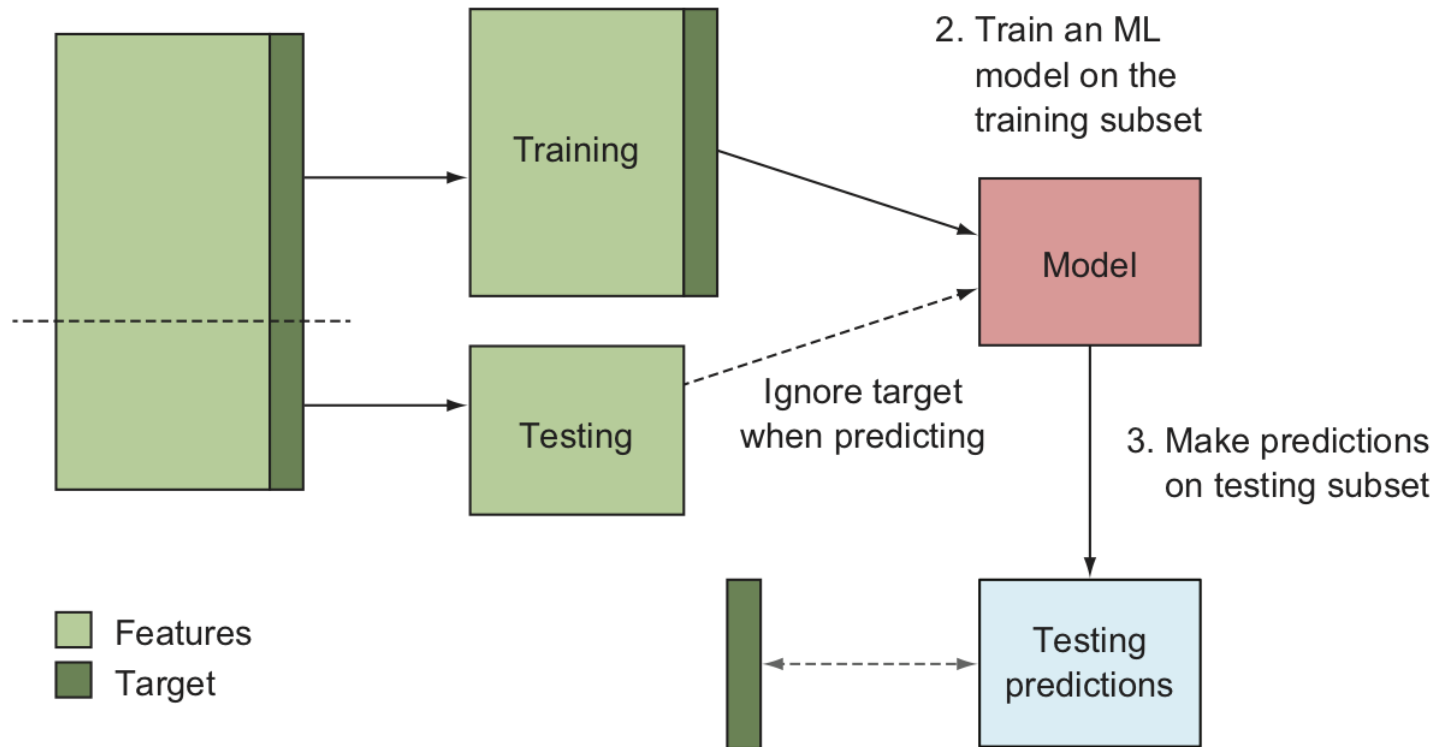 2. Train an ML
model on the
training subset
Training
Model
Testing
Ignore target
when predicting
3. Make predictions
on testing subset
Features
Target
Testing
predictions